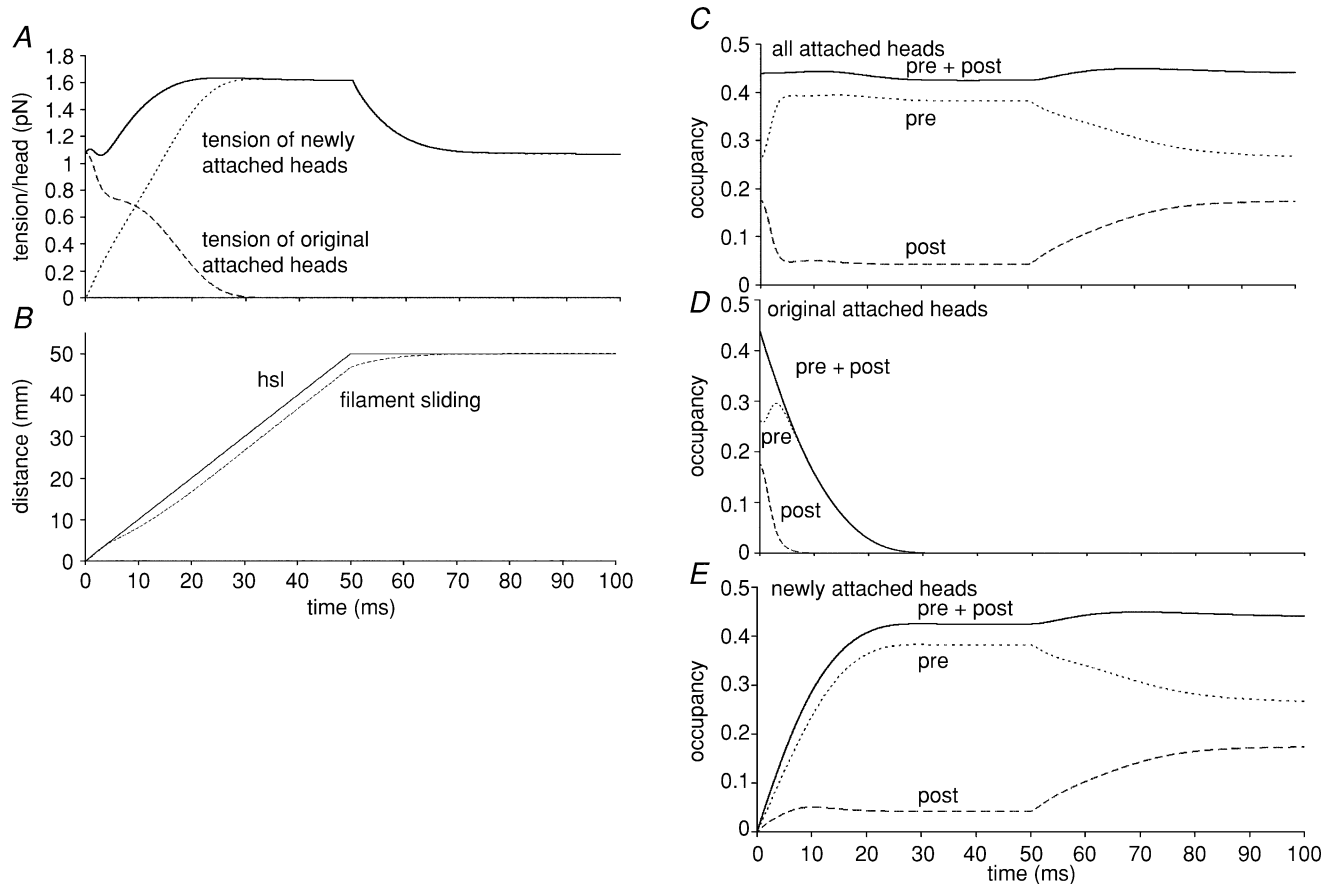 A
1.8
1.6
1.4
1.2
1
0.8
0.6
0.4
0.2
0
tension/head (pN)
tension of newly
attached heads
tension of original
attached heads
B
50
40
30
20
10
0
distance (mm)
hsl
filament sliding
0 10 20 30 40 50 60 70 80 90 100
time (ms)
C
0.5
0.4
0.3
0.2
0.1
0
occupancy
all attached heads
pre + post
pre
post
D
0.5
0.4
0.3
0.2
0.1
0
occupancy
original attached heads
pre + post
pre
post
E
0.5
0.4
0.3
0.2
0.1
0
occupancy
newly attached heads
pre + post
pre
post
0 10 20 30 40 50 60 70 80 90 100
time (ms)